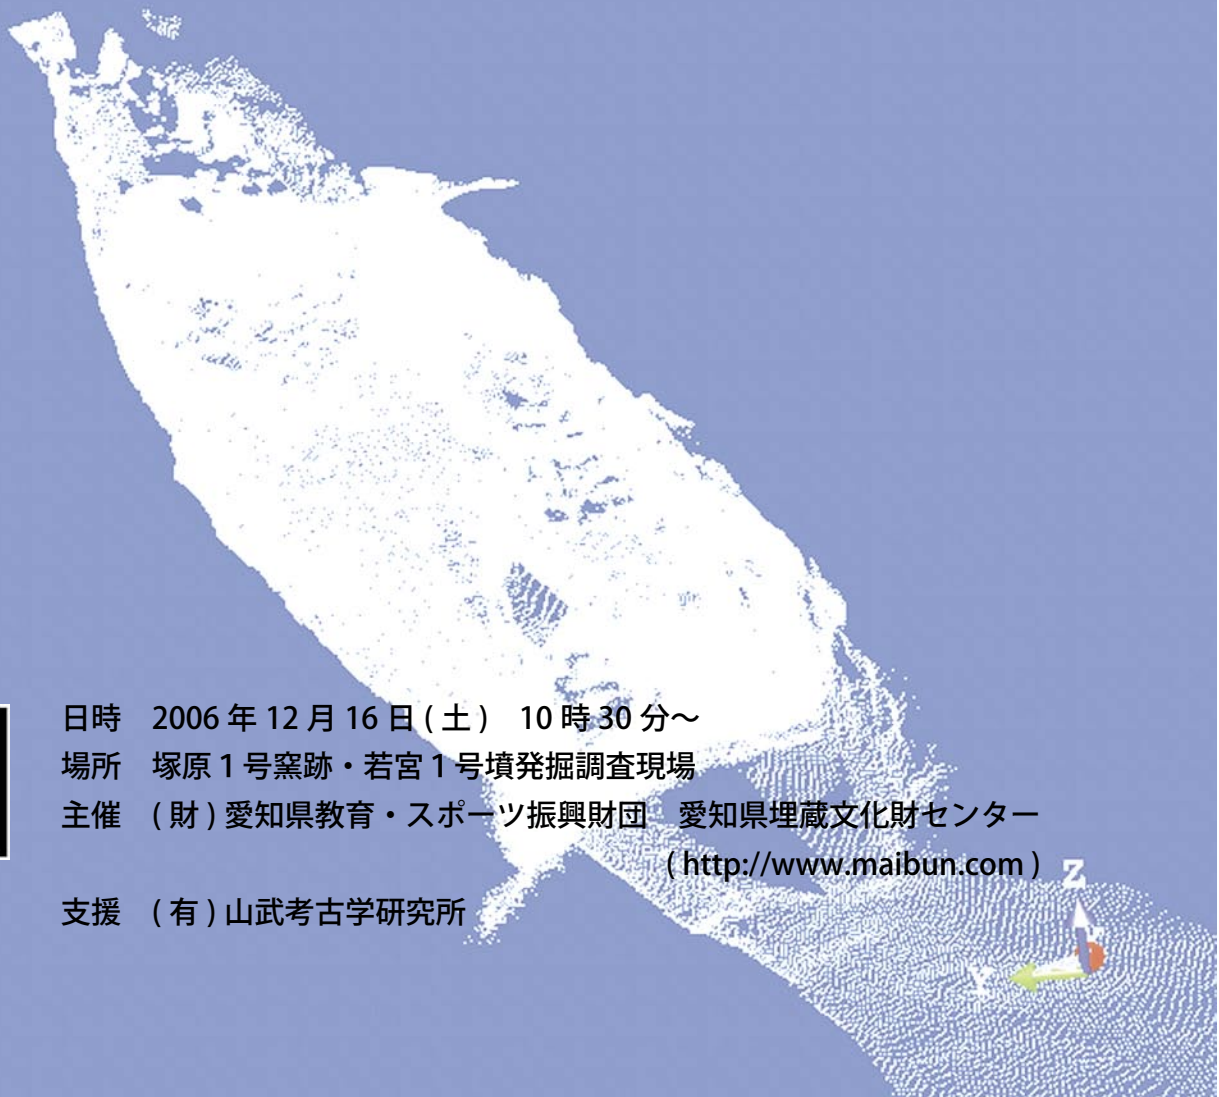 日時　2006 年 12 月 16 日 ( 土 )　10 時 30 分～
場所　塚原 1 号窯跡・若宮 1 号墳発掘調査現場
主催　( 財 ) 愛知県教育・スポーツ振興財団　愛知県埋蔵文化財センター
( http://www.maibun.com )
Z
Y
支援　( 有 ) 山武考古学研究所